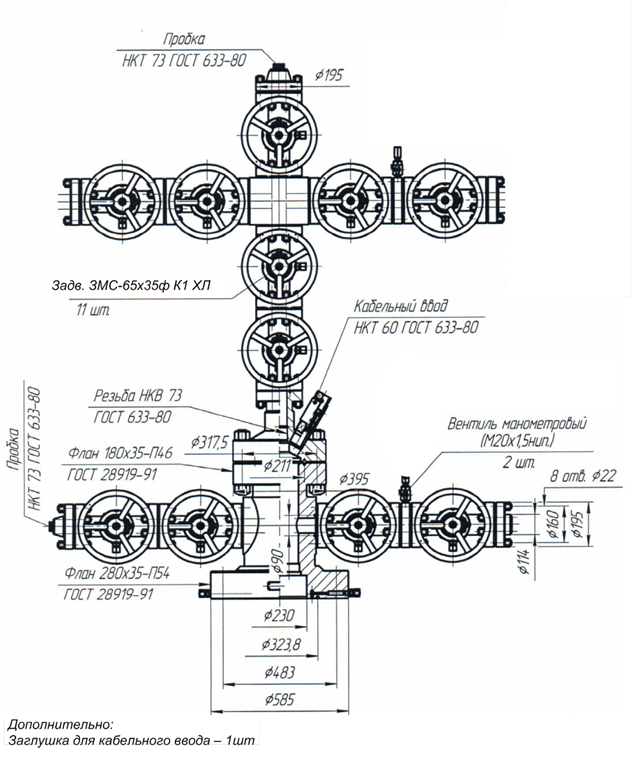 Пробка
НКТ 73 ГОСТ 633-80
ϕ195
Задв. ЗМС-65х35ф К1 ХЛ
11 шт.
Кабельный ввод
НКТ 60 ГОСТ 633-80
Резьба НКВ 73
ГОСТ 633-80
Пробка
НКТ 73 ГОСТ 633-80
ϕ317,5
Флан 180х35-П46
ГОСТ 28919-91
ϕ211
ϕ395
Вентиль манометровый
(М20х1,5нип.)
2 шт.
8 отв. ϕ22
ϕ114
ϕ160
ϕ195
ϕ90
Флан 280х35-П54
ГОСТ 28919-91
ϕ230
ϕ323,8
ϕ483
ϕ585
Дополнительно:
Заглушка для кабельного ввода – 1шт